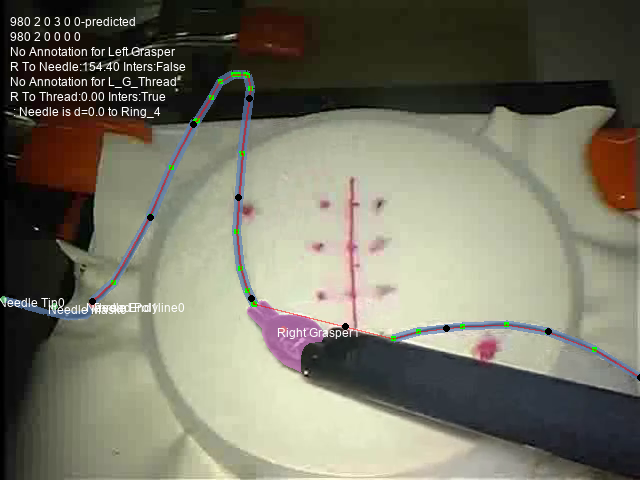 980 2 0 3 0 0-predicted
980 2 0 0 0 0
No Annotation for Left Grasper
R To Needle:154.40 Inters:False
No Annotation for L_G_Thread
R To Thread:0.00 Inters:True
: Needle is d=0.0 to Ring_4
Needle Tip0
Right Grasper1